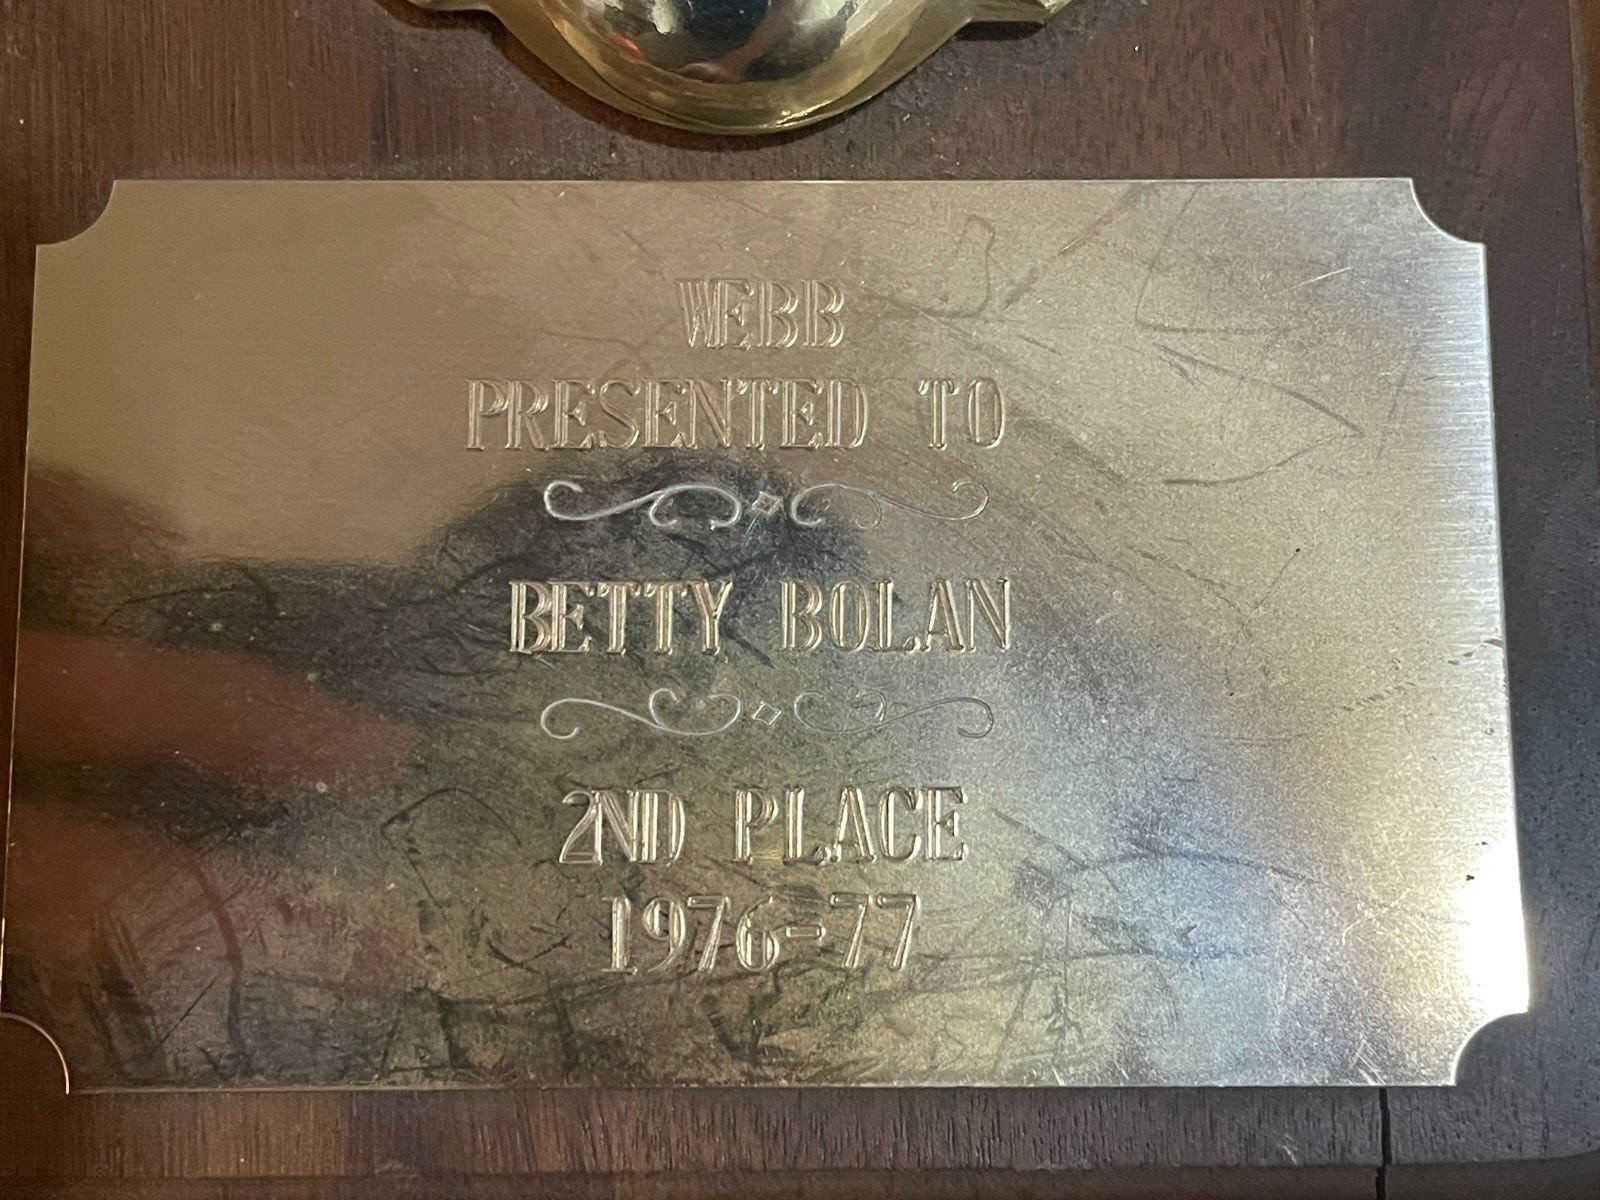 WEBB
PRESENTED TO
BETTY BOLAN
2ND PLACE
1976-77